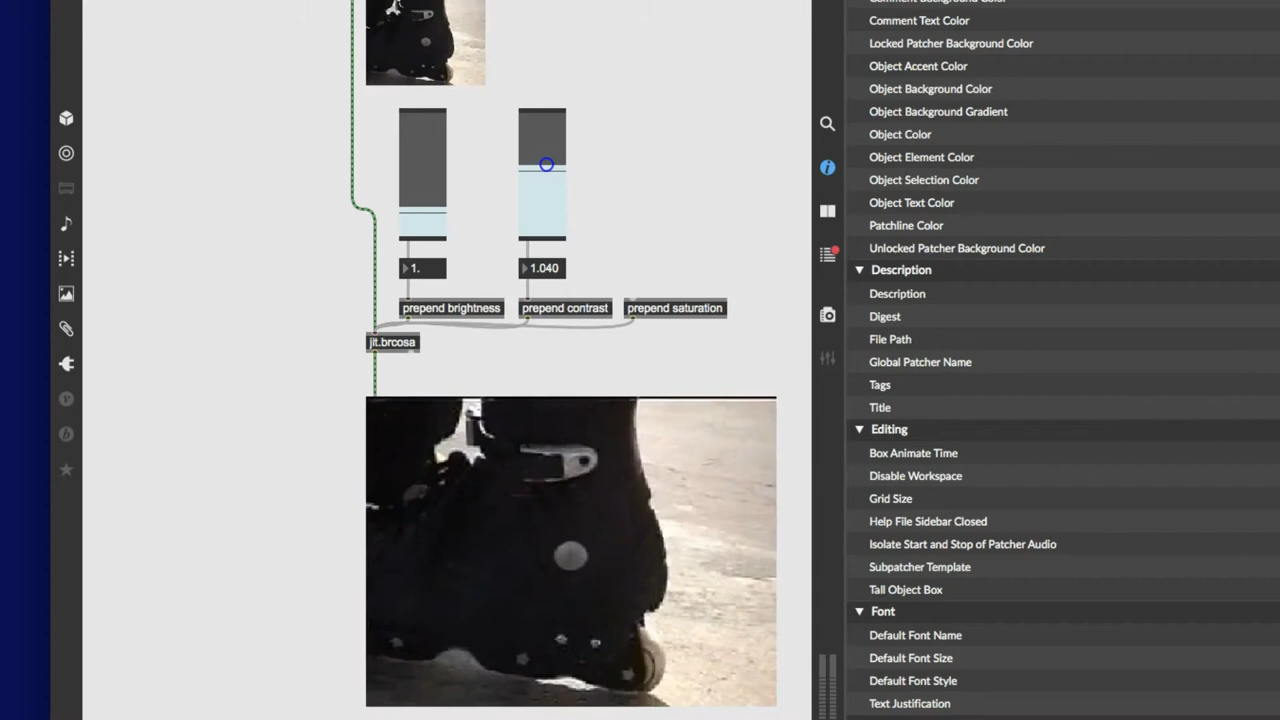 Comment Background Color
Comment Text Color
Locked Patcher Background Color
Object Accent Color
Object Background Color
Object Background Gradient
Object Color
Object Element Color
Object Selection Color
Object Text Color
Patchline Color
Unlocked Patcher Background Color
Description
Description
Digest
File Path
Global Patcher Name
Tags
Title
Editing
Box Animate Time
Disable Workspace
Grid Size
Help File Sidebar Closed
Isolate Start and Stop of Patcher Audio
Subpatcher Template
Tall Object Box
Font
Default Font Name
Default Font Size
Default Font Style
Text Justification
1.
1.040
prepend brightness
prepend contrast
prepend saturation
jit.brcosa